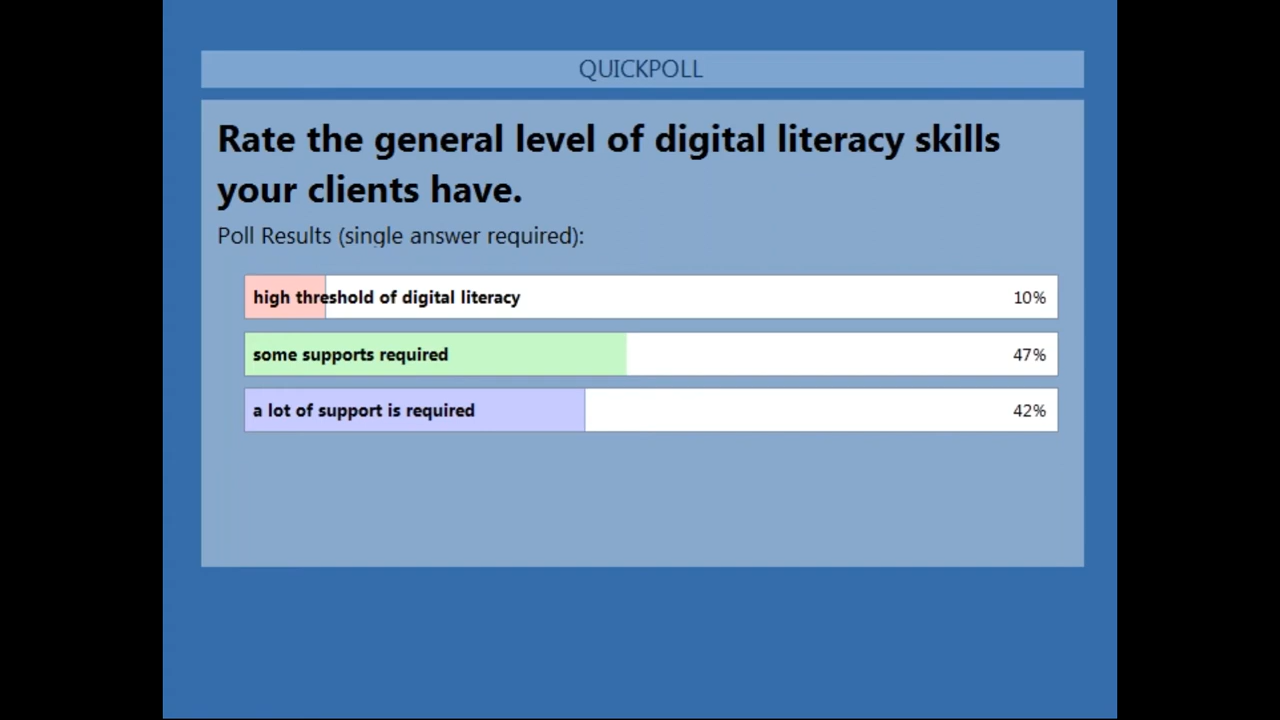 QUICKPOLL
Rate the general level of digital literacy skills
your clients have.
Poll Results (single answer required):
high threshold of digital literacy 10%
some supports required 47%
a lot of support is required 42%